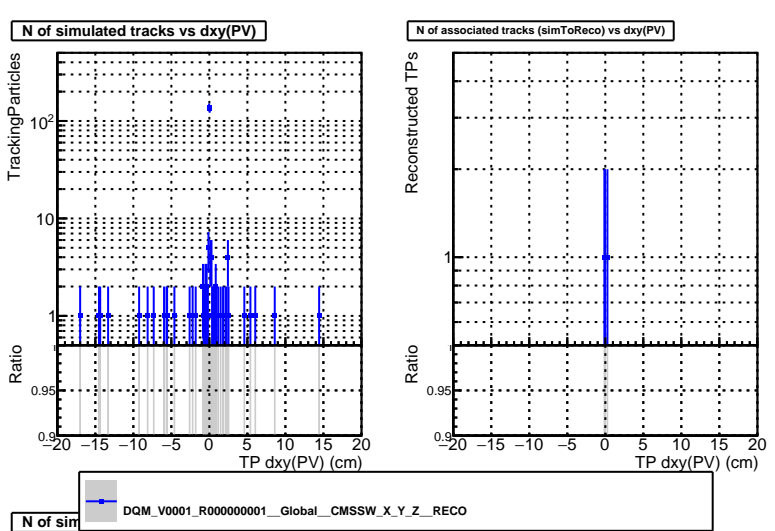 N of simulated tracks vs dxy(PV)
TrackingParticles
10²
10
1
Ratio
0.95
0.9
−20 −15 −10 −5 0 5 10 15 20
TP dxy(PV) (cm)
N of associated tracks (simToReco) vs dxy(PV)
Reconstructed TPs
1
Ratio
0.95
0.9
−20 −15 −10 −5 0 5 10 15 20
TP dxy(PV) (cm)
DQM_V0001_R000000001__Global__CMSSW_X_Y_Z__RECO
N of sim